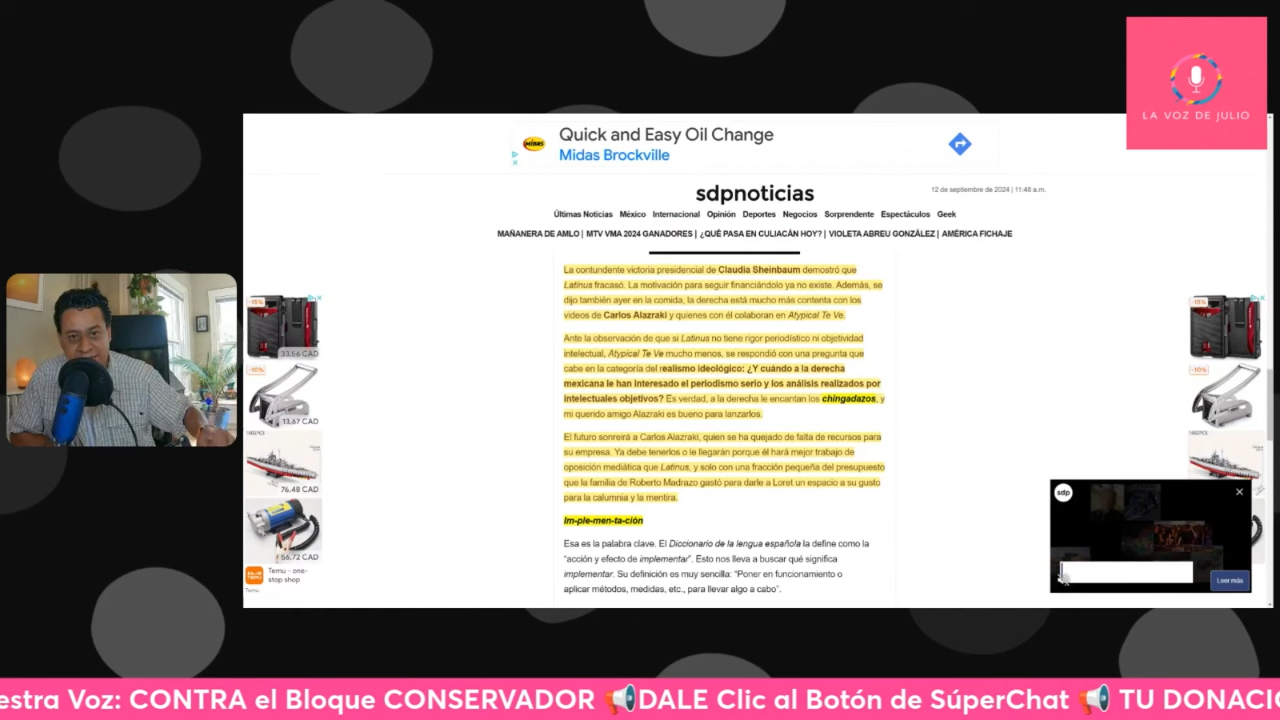 LA VOZ DE JULIO
Quick and Easy Oil Change
Midas Brockville
MIDAS
sdpnoticias
12 de septiembre de 2024 | 11:48 a.m.
Últimas Noticias México Internacional Opinión Deportes Negocios Sorprendente Espectáculos Geek
MAÑANERA DE AMLO | MTV VMA 2024 GANADORES | ¿QUÉ PASA EN CULIACÁN HOY? | VIOLETA ABREU GONZÁLEZ | AMÉRICA FICHAJE
La contundente victoria presidencial de Claudia Sheinbaum demostró que
Latinus fracasó. La motivación para seguir financiándolo ya no existe. Además, se
dijo también ayer en la comida, la derecha está mucho más contenta con los
videos de Carlos Alazraki y quienes con él colaboran en Atypical Te Ve.
Ante la observación de que si Latinus no tiene rigor periodístico ni objetividad
intelectual, Atypical Te Ve mucho menos, se respondió con una pregunta que
cabe en la categoría del realismo ideológico: ¿Y cuándo a la derecha
mexicana le han interesado el periodismo serio y los análisis realizados por
intelectuales objetivos? Es verdad, a la derecha le encantan los chingadazos, y
mi querido amigo Alazraki es bueno para lanzarlos.
El futuro sonreirá a Carlos Alazraki, quien se ha quejado de falta de recursos para
su empresa. Ya debe tenerlos o le llegarán porque él hará mejor trabajo de
oposición mediática que Latinus, y solo con una fracción pequeña del presupuesto
que la familia de Roberto Madrazo gastó para darle a Loret un espacio a su gusto
para la calumnia y la mentira.
Im-ple-men-ta-ción
Esa es la palabra clave. El Diccionario de la lengua española la define como la
“acción y efecto de implementar”. Esto nos lleva a buscar qué significa
implementar. Su definición es muy sencilla: “Poner en funcionamiento o
aplicar métodos, medidas, etc., para llevar algo a cabo”.
-15%
33,56 CAD
-10%
13,67 CAD
76,48 CAD
56,72 CAD
Temu - one-
stop shop
Temu
-15%
-10%
sdp
Leer más
estra Voz: CONTRA el Bloque CONSERVADOR 📢DALE Clic al Botón de SúperChat 📢 TU DONACI